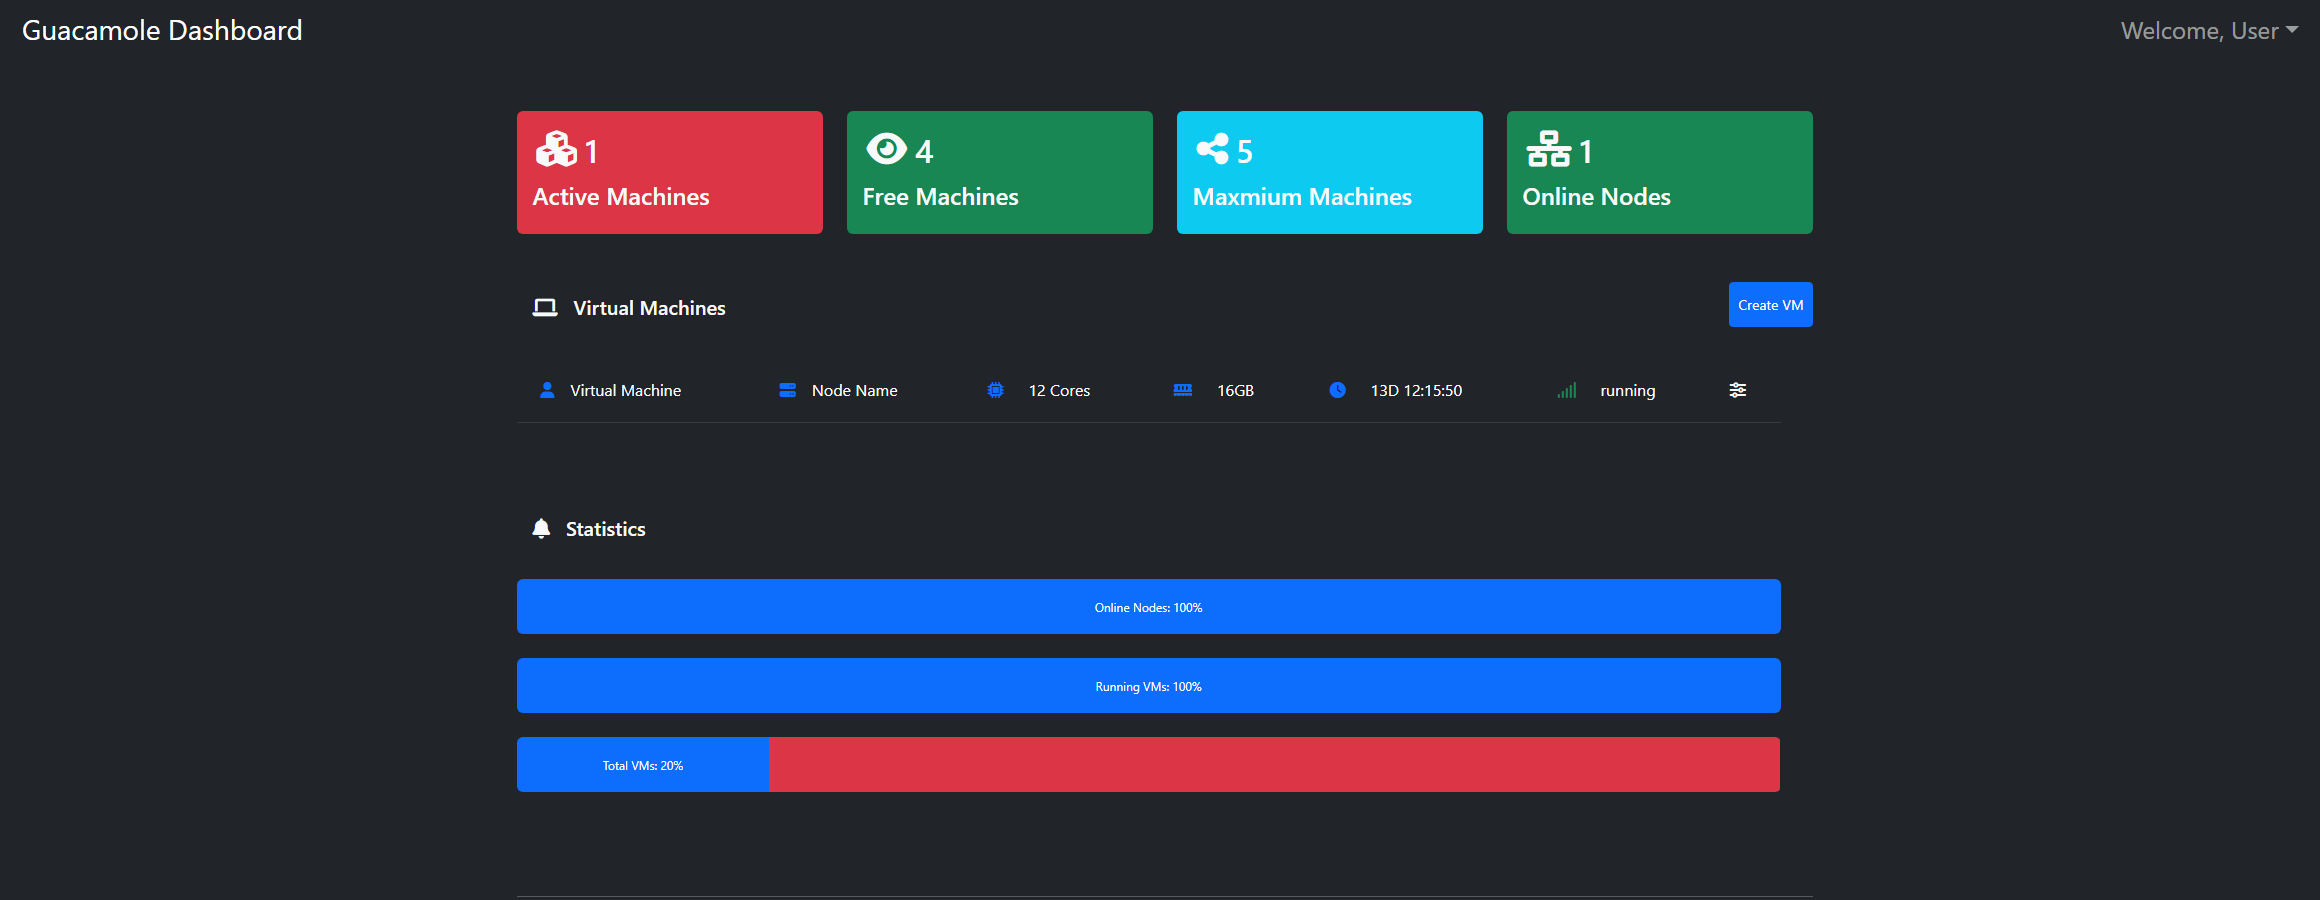 Guacamole Dashboard
Welcome, User
1
Active Machines
4
Free Machines
5
Maxmium Machines
1
Online Nodes
Virtual Machines
Create VM
Virtual Machine Node Name 12 Cores 16GB 13D 12:15:50 running
Statistics
Online Nodes: 100%
Running VMs: 100%
Total VMs: 20%